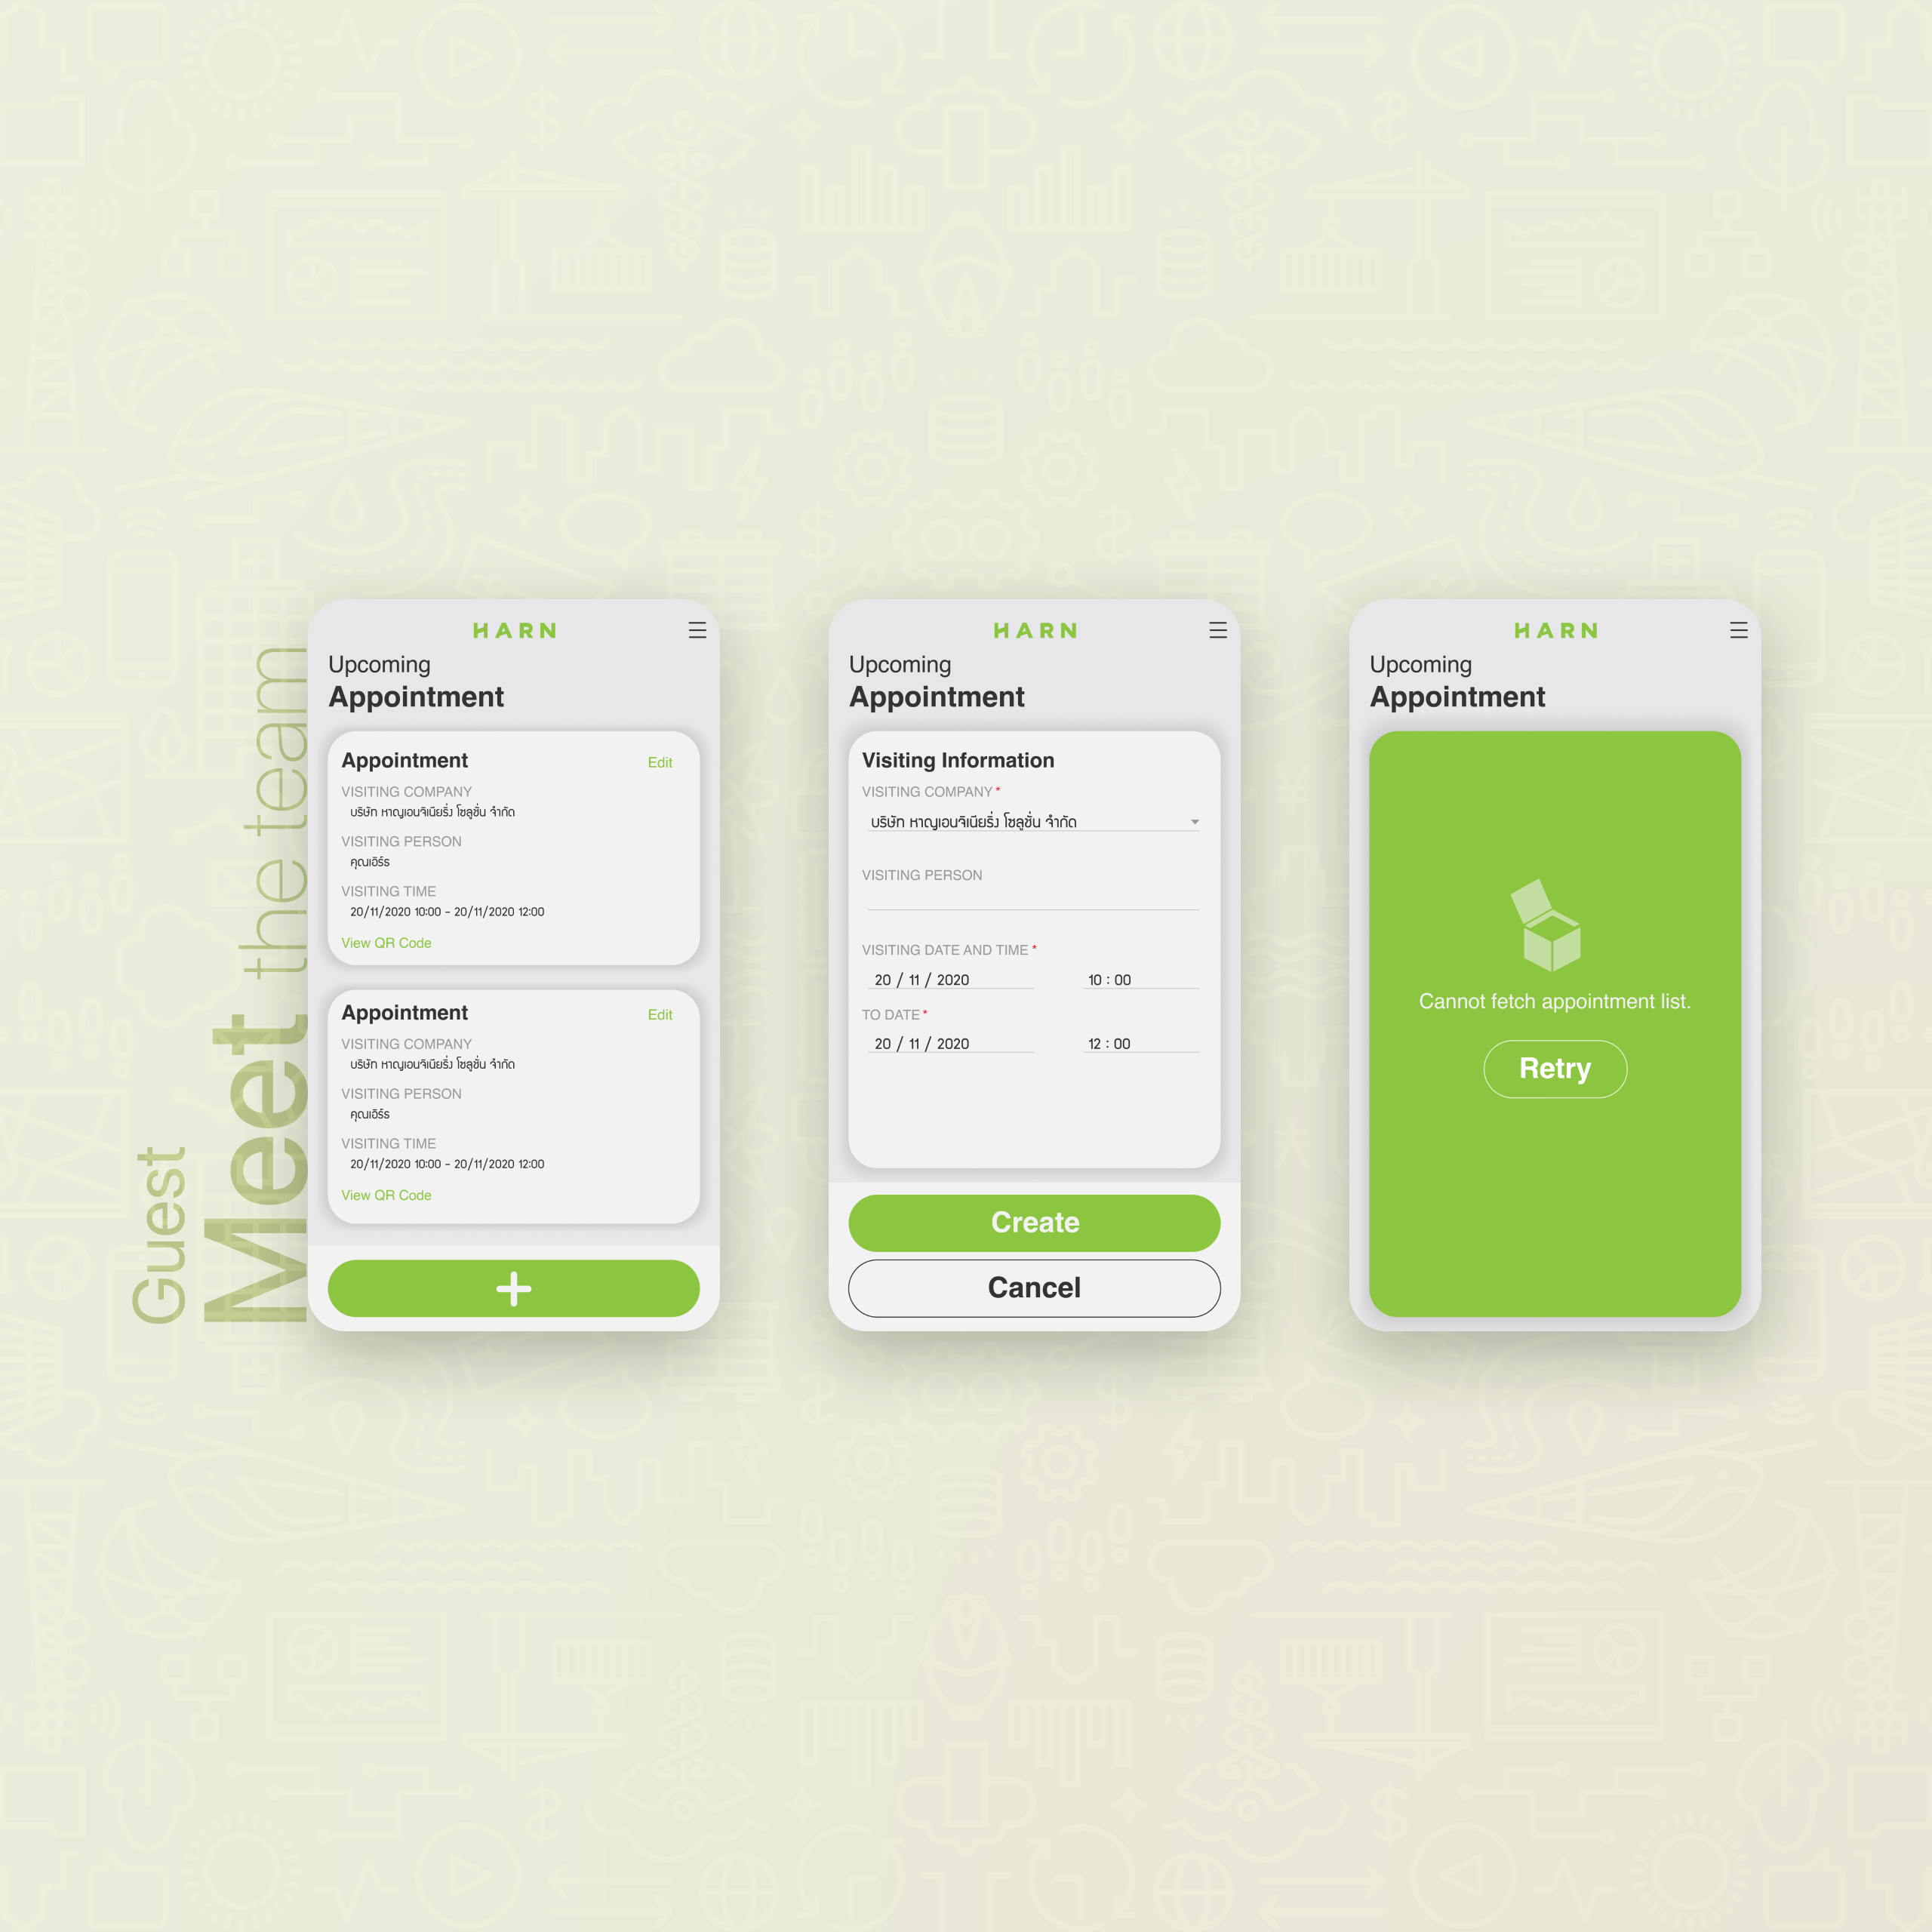 Guest
Meet the team
HARN
Upcoming
Appointment
Appointment
Edit
VISITING COMPANY
บริษัท หาญเอนจิเนียริ่ง โซลูชั่น จำกัด
VISITING PERSON
คุณเอิร์ธ
VISITING TIME
20/11/2020 10:00 - 20/11/2020 12:00
View QR Code
Appointment
Edit
VISITING COMPANY
บริษัท หาญเอนจิเนียริ่ง โซลูชั่น จำกัด
VISITING PERSON
คุณเอิร์ธ
VISITING TIME
20/11/2020 10:00 - 20/11/2020 12:00
View QR Code
HARN
Upcoming
Appointment
Visiting Information
VISITING COMPANY *
บริษัท หาญเอนจิเนียริ่ง โซลูชั่น จำกัด
VISITING PERSON
VISITING DATE AND TIME *
20 / 11 / 2020 10 : 00
TO DATE *
20 / 11 / 2020 12 : 00
Create
Cancel
HARN
Upcoming
Appointment
Cannot fetch appointment list.
Retry